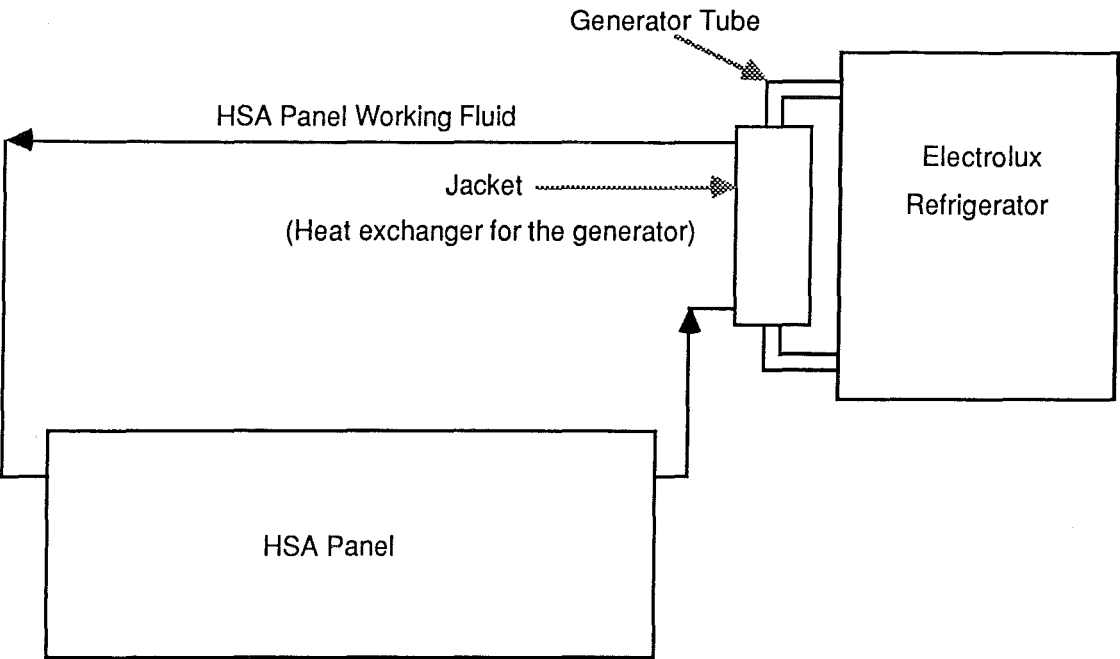 Generator Tube
HSA Panel Working Fluid
Electrolux
Refrigerator
Jacket
(Heat exchanger for the generator)
HSA Panel